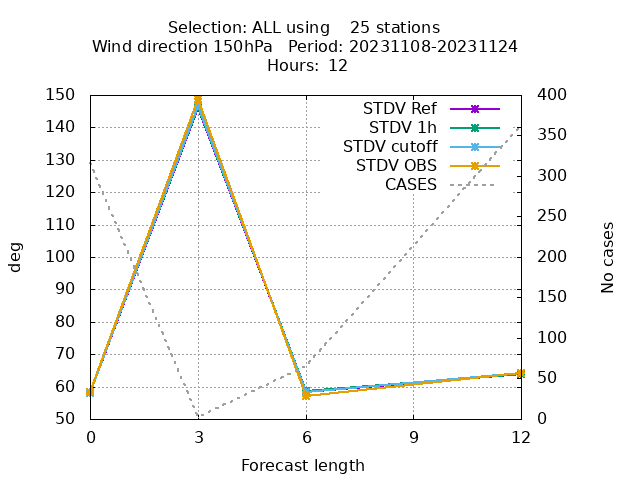 Selection: ALL using 25 stations
Wind direction 150hPa Period: 20231108-20231124
Hours: 12
STDV Ref
STDV 1h
STDV cutoff
STDV OBS
CASES
150
140
130
120
110
100
90
80
70
60
50
deg
400
350
300
250
200
150
100
50
0
No cases
0 3 6 9 12
Forecast length